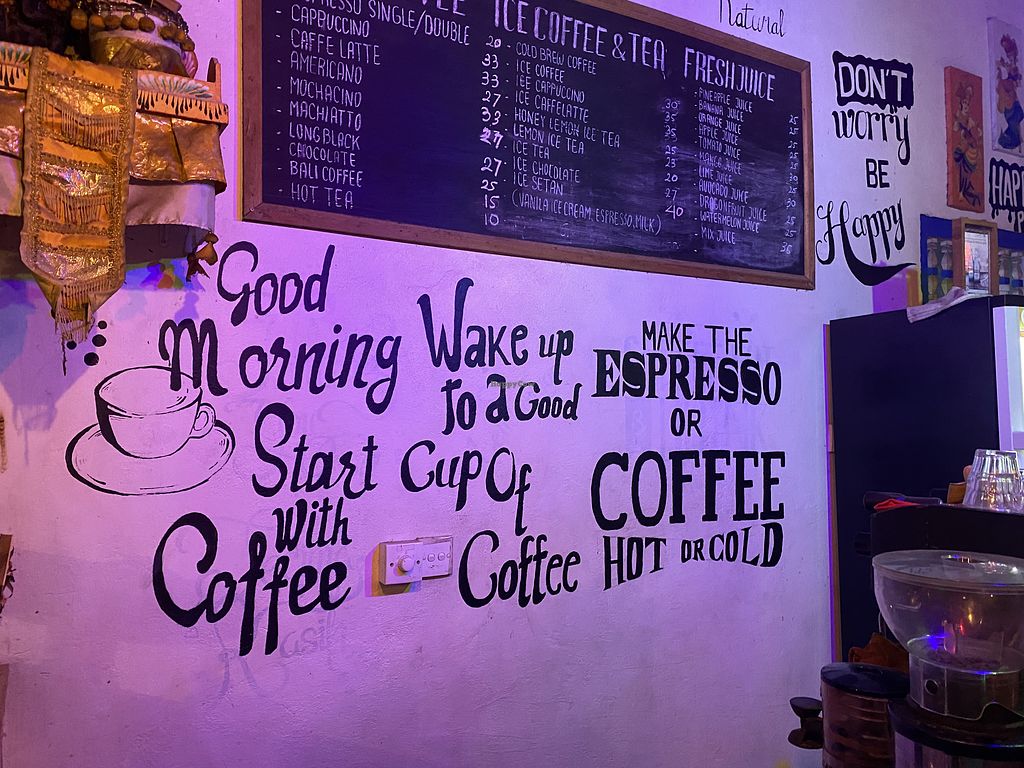 Natural
ICE COFFEE & TEA
FRESH JUICE
ESPRESSO SINGLE/DOUBLE
- CAPPUCCINO
- CAFFE LATTE
- AMERICANO
- MOCHACINO
- MACHIATTO
- LONG BLACK
- CHOCOLATE
- BALI COFFEE
- HOT TEA
20
33
33
27
33
27
27
25
15
10
- COLD BREW COFFEE
- ICE COFFEE
- ICE CAPPUCCINO
- ICE CAFFELATTE
- HONEY LEMON ICE TEA
- LEMON ICE TEA
- ICE TEA
- ICE CHOCOLATE
- ICE SETAN
(VANILA ICE CREAM, ESPRESSO, MILK)
- PINEAPPLE JUICE
- BANANA JUICE
- ORANGE JUICE
- APPLE JUICE
- TOMATO JUICE
- MANGO JUICE
- LIME JUICE
- AVOCADO JUICE
- DRAGONFRUIT JUICE
- WATERMELON JUICE
- MIX JUICE
DON'T
worry
BE
Happy
Good
Morning
Start
With
Coffee
Wake up
to a Good
Cup Of
Coffee
MAKE THE
ESPRESSO
OR
COFFEE
HOT OR COLD
HappyCow